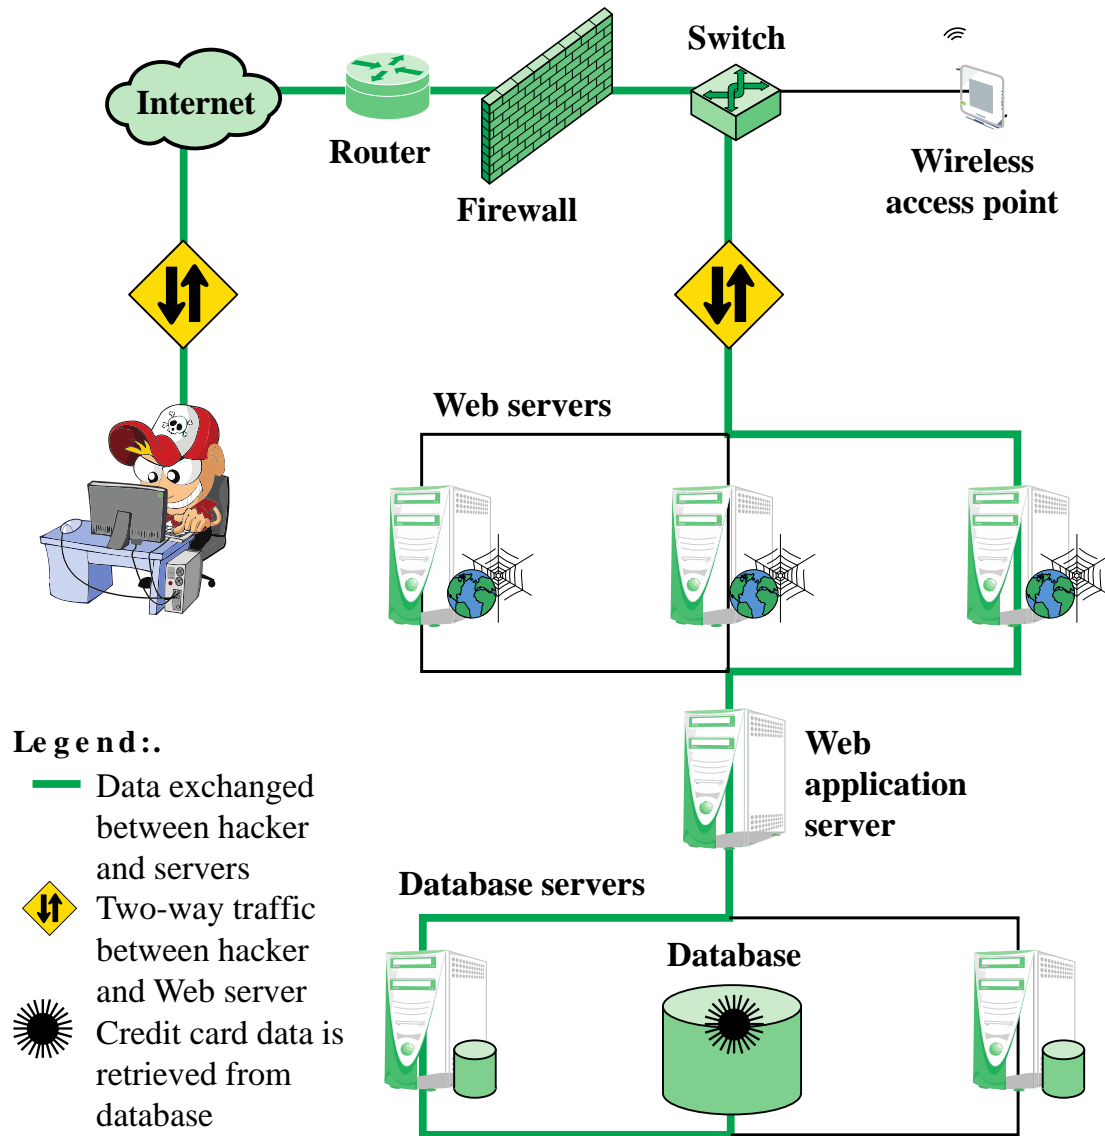 Switch
Internet
Router
Wireless
access point
Firewall
Web servers
Web
application
server
Legend:.
Data exchanged
between hacker
and servers
Two-way traffic
between hacker
and Web server
Credit card data is
retrieved from
database
Database servers
Database